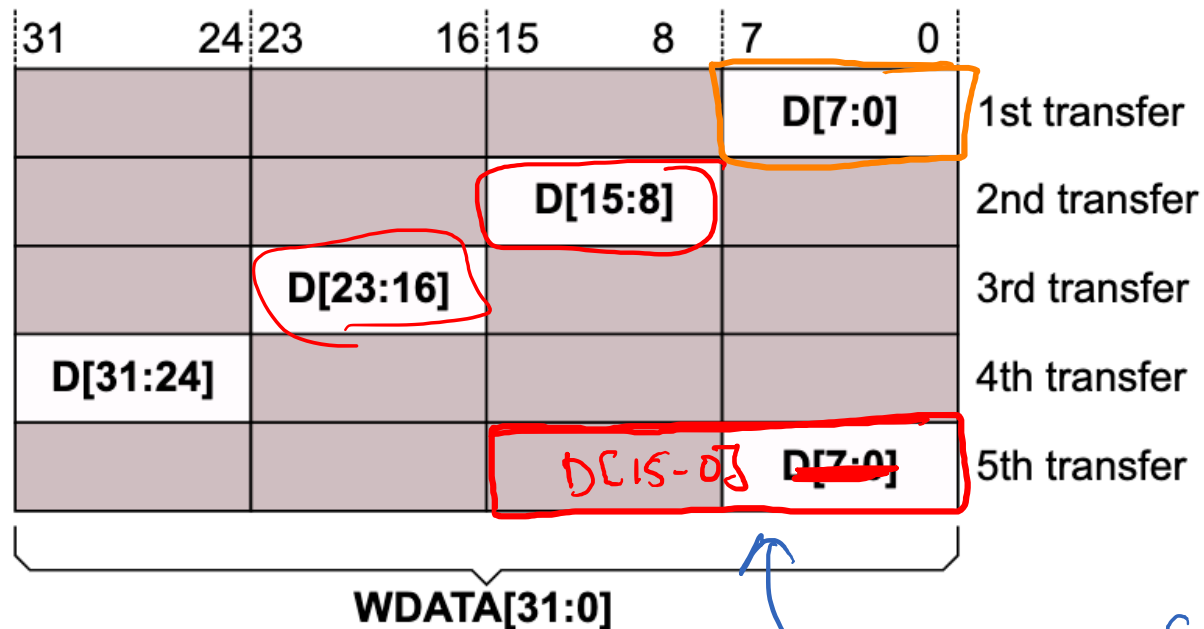 31 24 23 16 15 8 7 0
D[7:0] 1st transfer
D[15:8] 2nd transfer
D[23:16] 3rd transfer
D[31:24] 4th transfer
D[15-0] D[7:0] 5th transfer
WDATA[31:0]